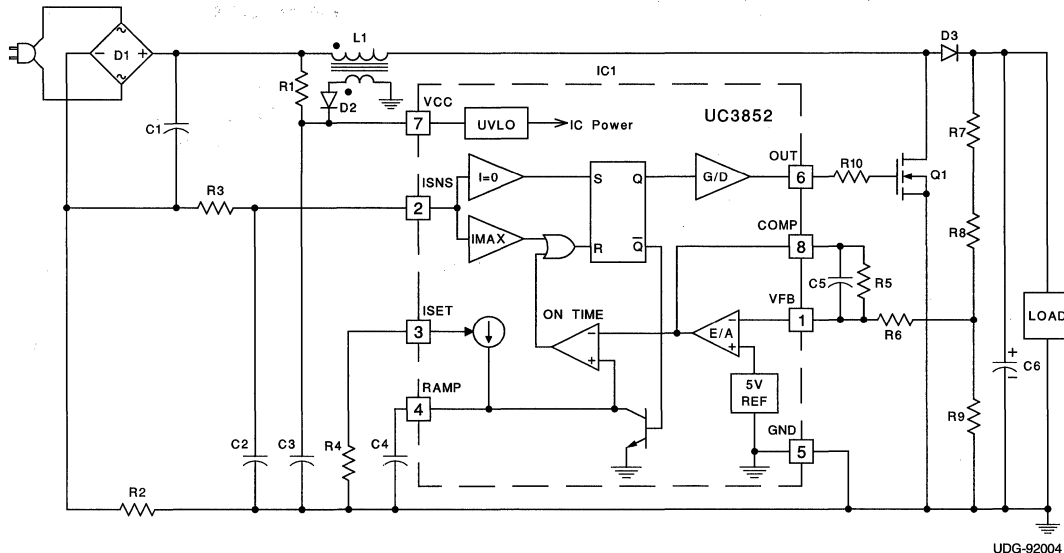 L1
D3
~
- D1 +
~
IC1
R1
D2
VCC
UC3852
7
UVLO
IC Power
R7
C1
OUT
ISNS
I=0
S Q
G/D
6
R10
Q1
R3
2
COMP
IMAX
R Q
8
R8
C5
R5
ISET
ON TIME
VFB
3
-
E/A
-
1
LOAD
+
+
R6
+
C6
-
RAMP
5V
REF
4
R9
GND
C2
C3
R4
C4
5
R2
UDG-92004